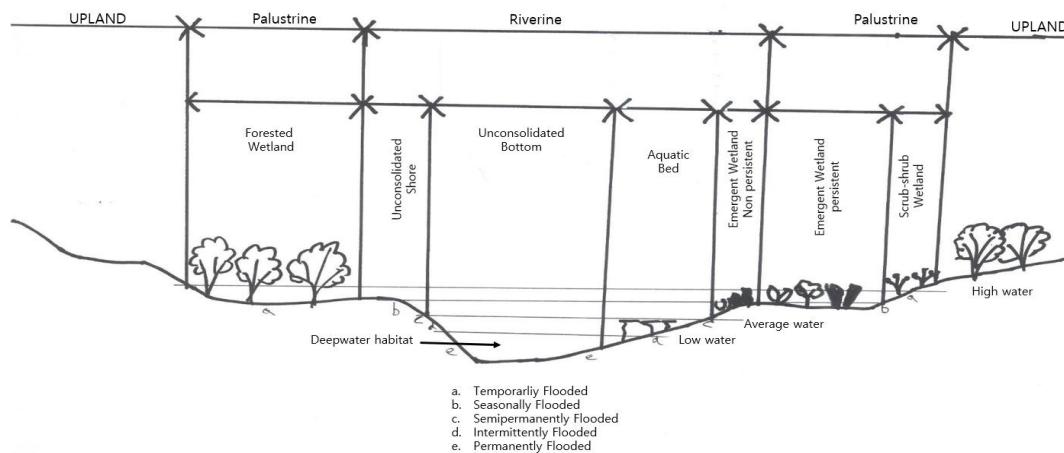 UPLAND
Palustrine
Riverine
Palustrine
UPLAND
Forested
Wetland
Unconsolidated
Shore
Unconsolidated
Bottom
Aquatic
Bed
Emergent Wetland
Non persistent
Emergent Wetland
persistent
Scrub-shrub
Wetland
a
b
c
e
e
d
c
b
a
High water
Average water
Low water
Deepwater habitat
a. Temporarliy Flooded
b. Seasonally Flooded
c. Semipermanently Flooded
d. Intermittently Flooded
e. Permanently Flooded